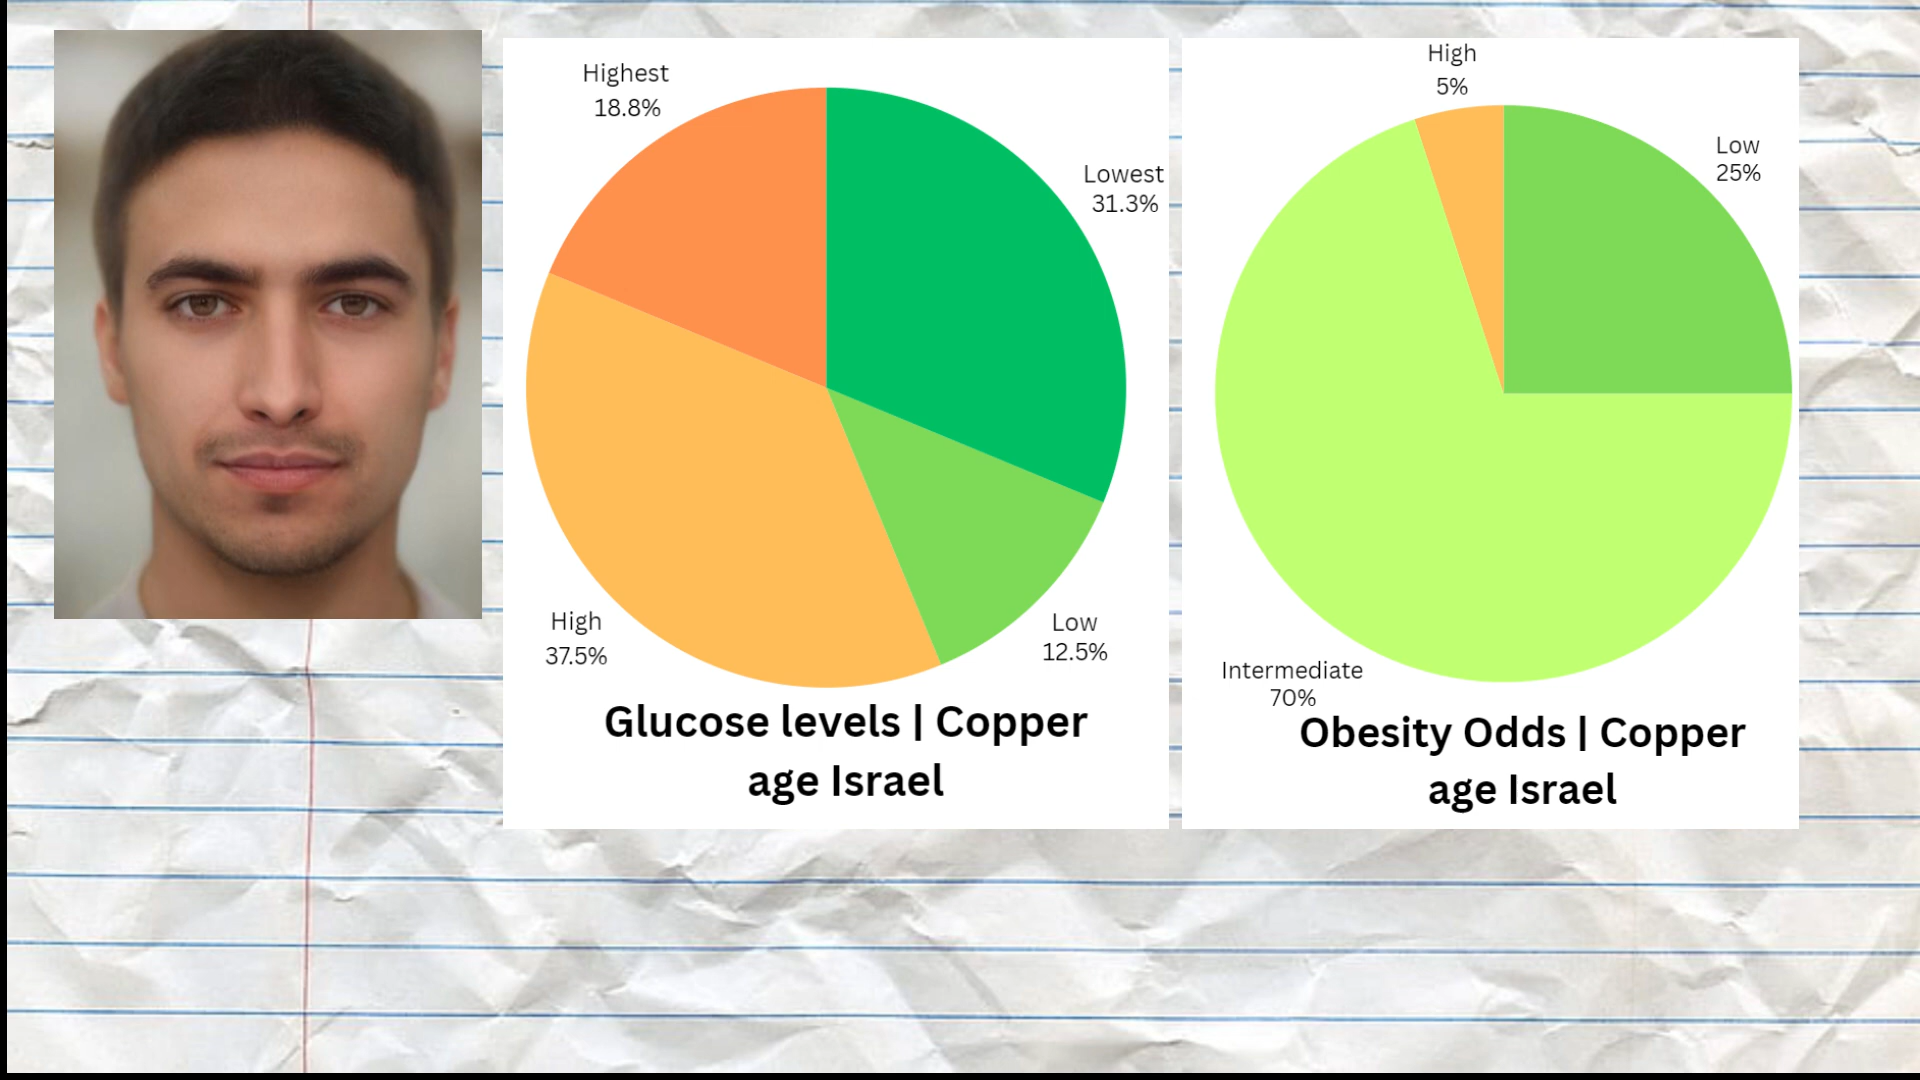 Highest
18.8%
Lowest
31.3%
High
37.5%
Low
12.5%
Glucose levels | Copper
age Israel
High
5%
Low
25%
Intermediate
70%
Obesity Odds | Copper
age Israel